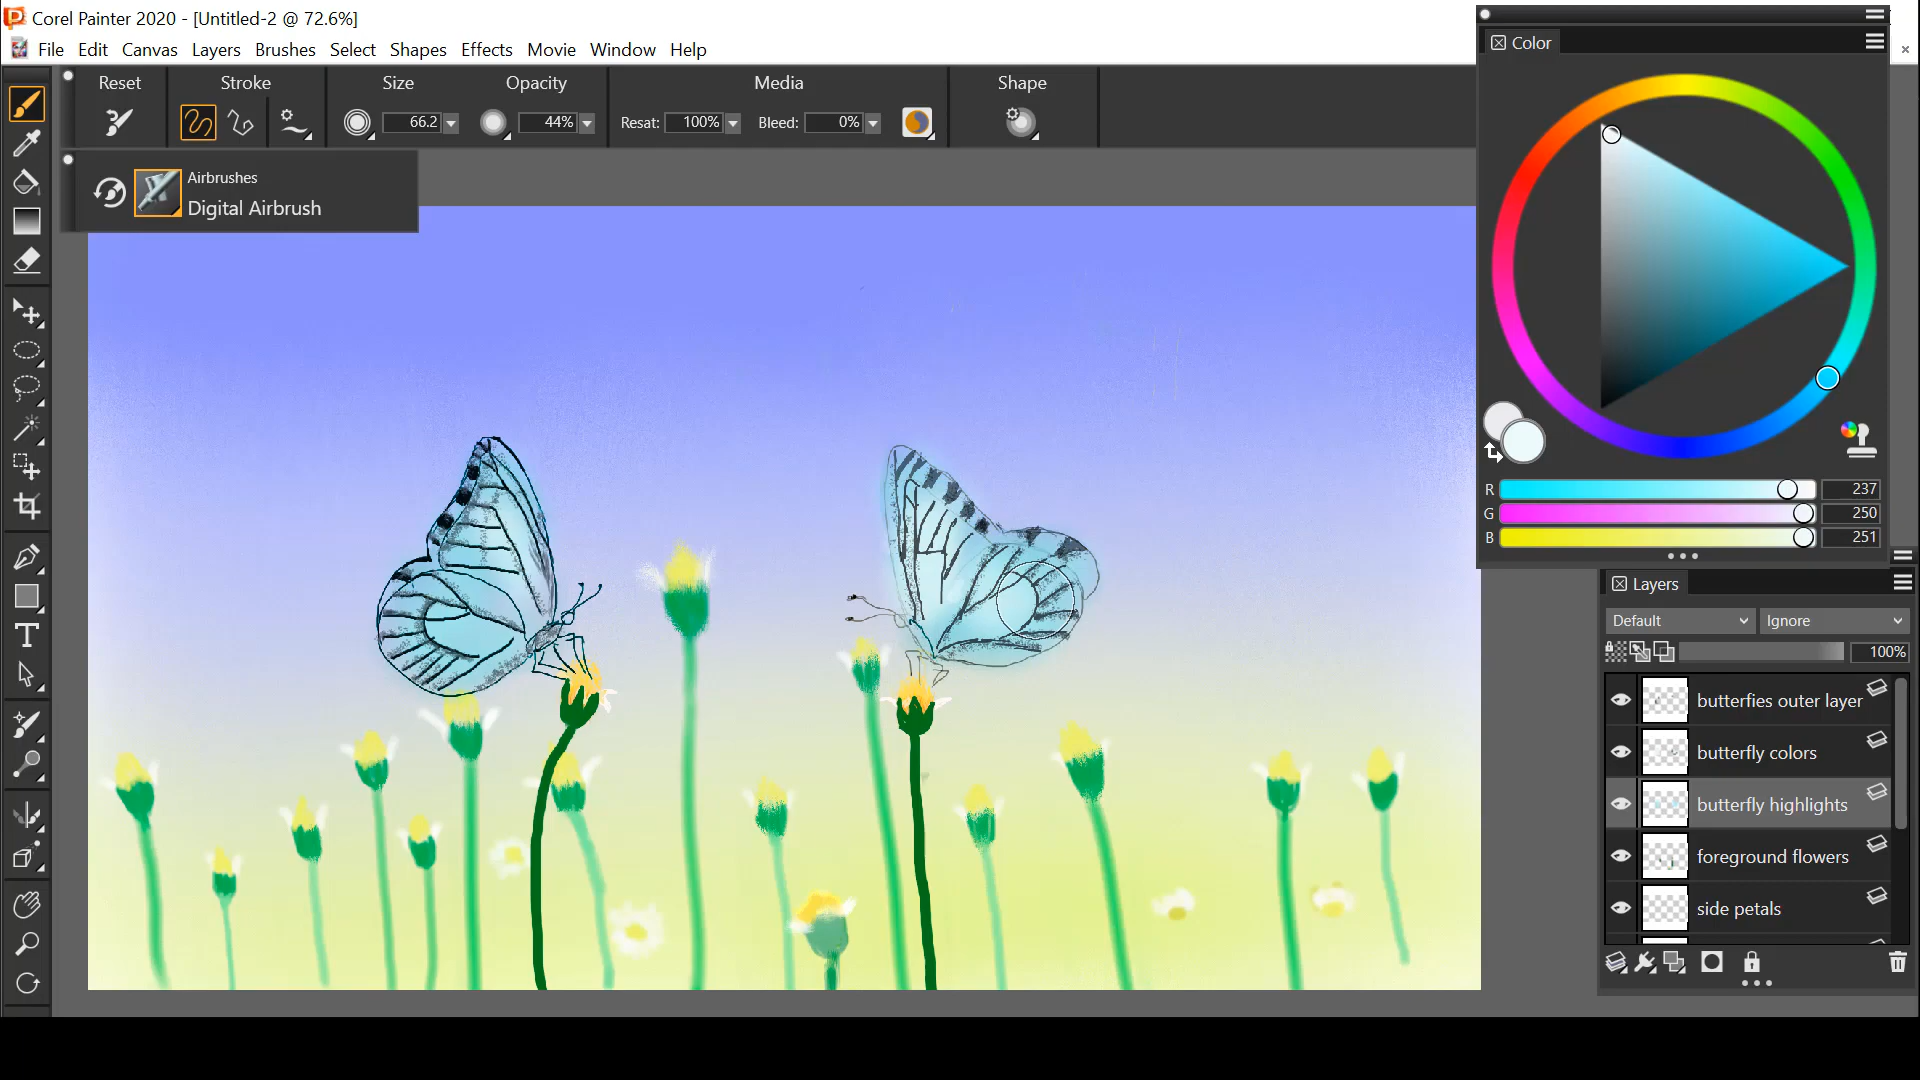 Corel Painter 2020 - [Untitled-2 @ 72.6%]
File Edit Canvas Layers Brushes Select Shapes Effects Movie Window Help
Reset Stroke Size Opacity Media Shape
66.2 44% Resat: 100% Bleed: 0%
Airbrushes
Digital Airbrush
Color
R 237
G 250
B 251
Layers
Default Ignore
100%
butterfies outer layer
butterfly colors
butterfly highlights
foreground flowers
side petals